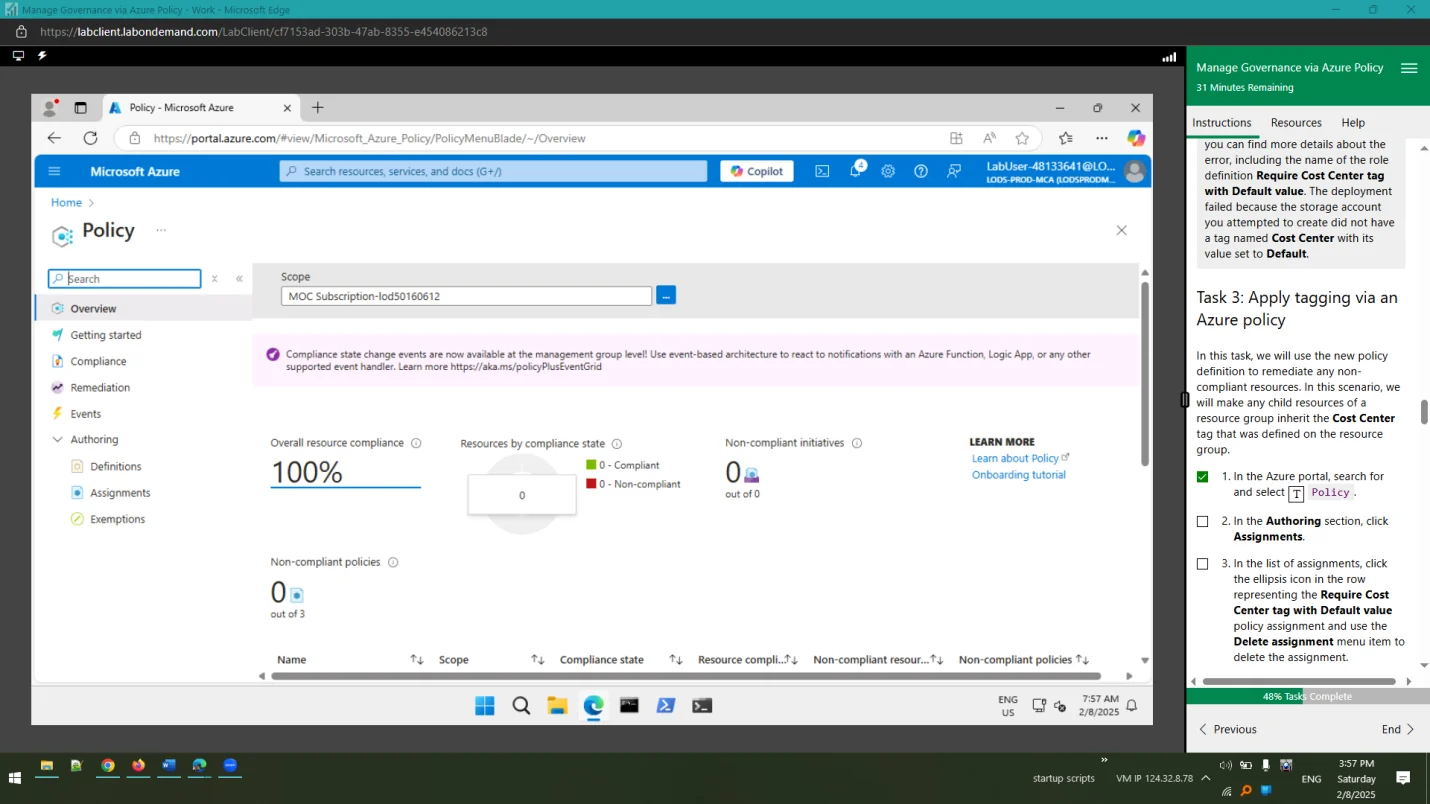 Manage Governance via Azure Policy - Work - Microsoft Edge
https://labclient.labondemand.com/LabClient/cf7153ad-303b-47ab-8355-e454086213c8
Policy - Microsoft Azure
https://portal.azure.com/#view/Microsoft_Azure_Policy/PolicyMenuBlade/~/Overview
Microsoft Azure
Search resources, services, and docs (G+/)
Copilot
4
LabUser-48133641@LO...
LODS-PROD-MCA (LODSPRODM...
Home
Policy
...
Search
Overview
Getting started
Compliance
Remediation
Events
Authoring
Definitions
Assignments
Exemptions
Scope
MOC Subscription-lod50160612
...
Compliance state change events are now available at the management group level! Use event-based architecture to react to notifications with an Azure Function, Logic App, or any other
supported event handler. Learn more https://aka.ms/policyPlusEventGrid
Overall resource compliance
100%
Resources by compliance state
0
0 - Compliant
0 - Non-compliant
Non-compliant initiatives
0
out of 0
LEARN MORE
Learn about Policy
Onboarding tutorial
Non-compliant policies
0
out of 3
Name
Scope
Compliance state
Resource compli...
Non-compliant resour...
Non-compliant policies
ENG
US
7:57 AM
2/8/2025
Manage Governance via Azure Policy
31 Minutes Remaining
Instructions
Resources
Help
you can find more details about the
error, including the name of the role
definition Require Cost Center tag
with Default value. The deployment
failed because the storage account
you attempted to create did not have
a tag named Cost Center with its
value set to Default.
Task 3: Apply tagging via an
Azure policy
In this task, we will use the new policy
definition to remediate any non-
compliant resources. In this scenario, we
will make any child resources of a
resource group inherit the Cost Center
tag that was defined on the resource
group.
1. In the Azure portal, search for
and select T Policy.
2. In the Authoring section, click
Assignments.
3. In the list of assignments, click
the ellipsis icon in the row
representing the Require Cost
Center tag with Default value
policy assignment and use the
Delete assignment menu item to
delete the assignment.
48% Tasks Complete
Previous
End
startup scripts
VM IP 124.32.8.78
ENG
3:57 PM
Saturday
2/8/2025